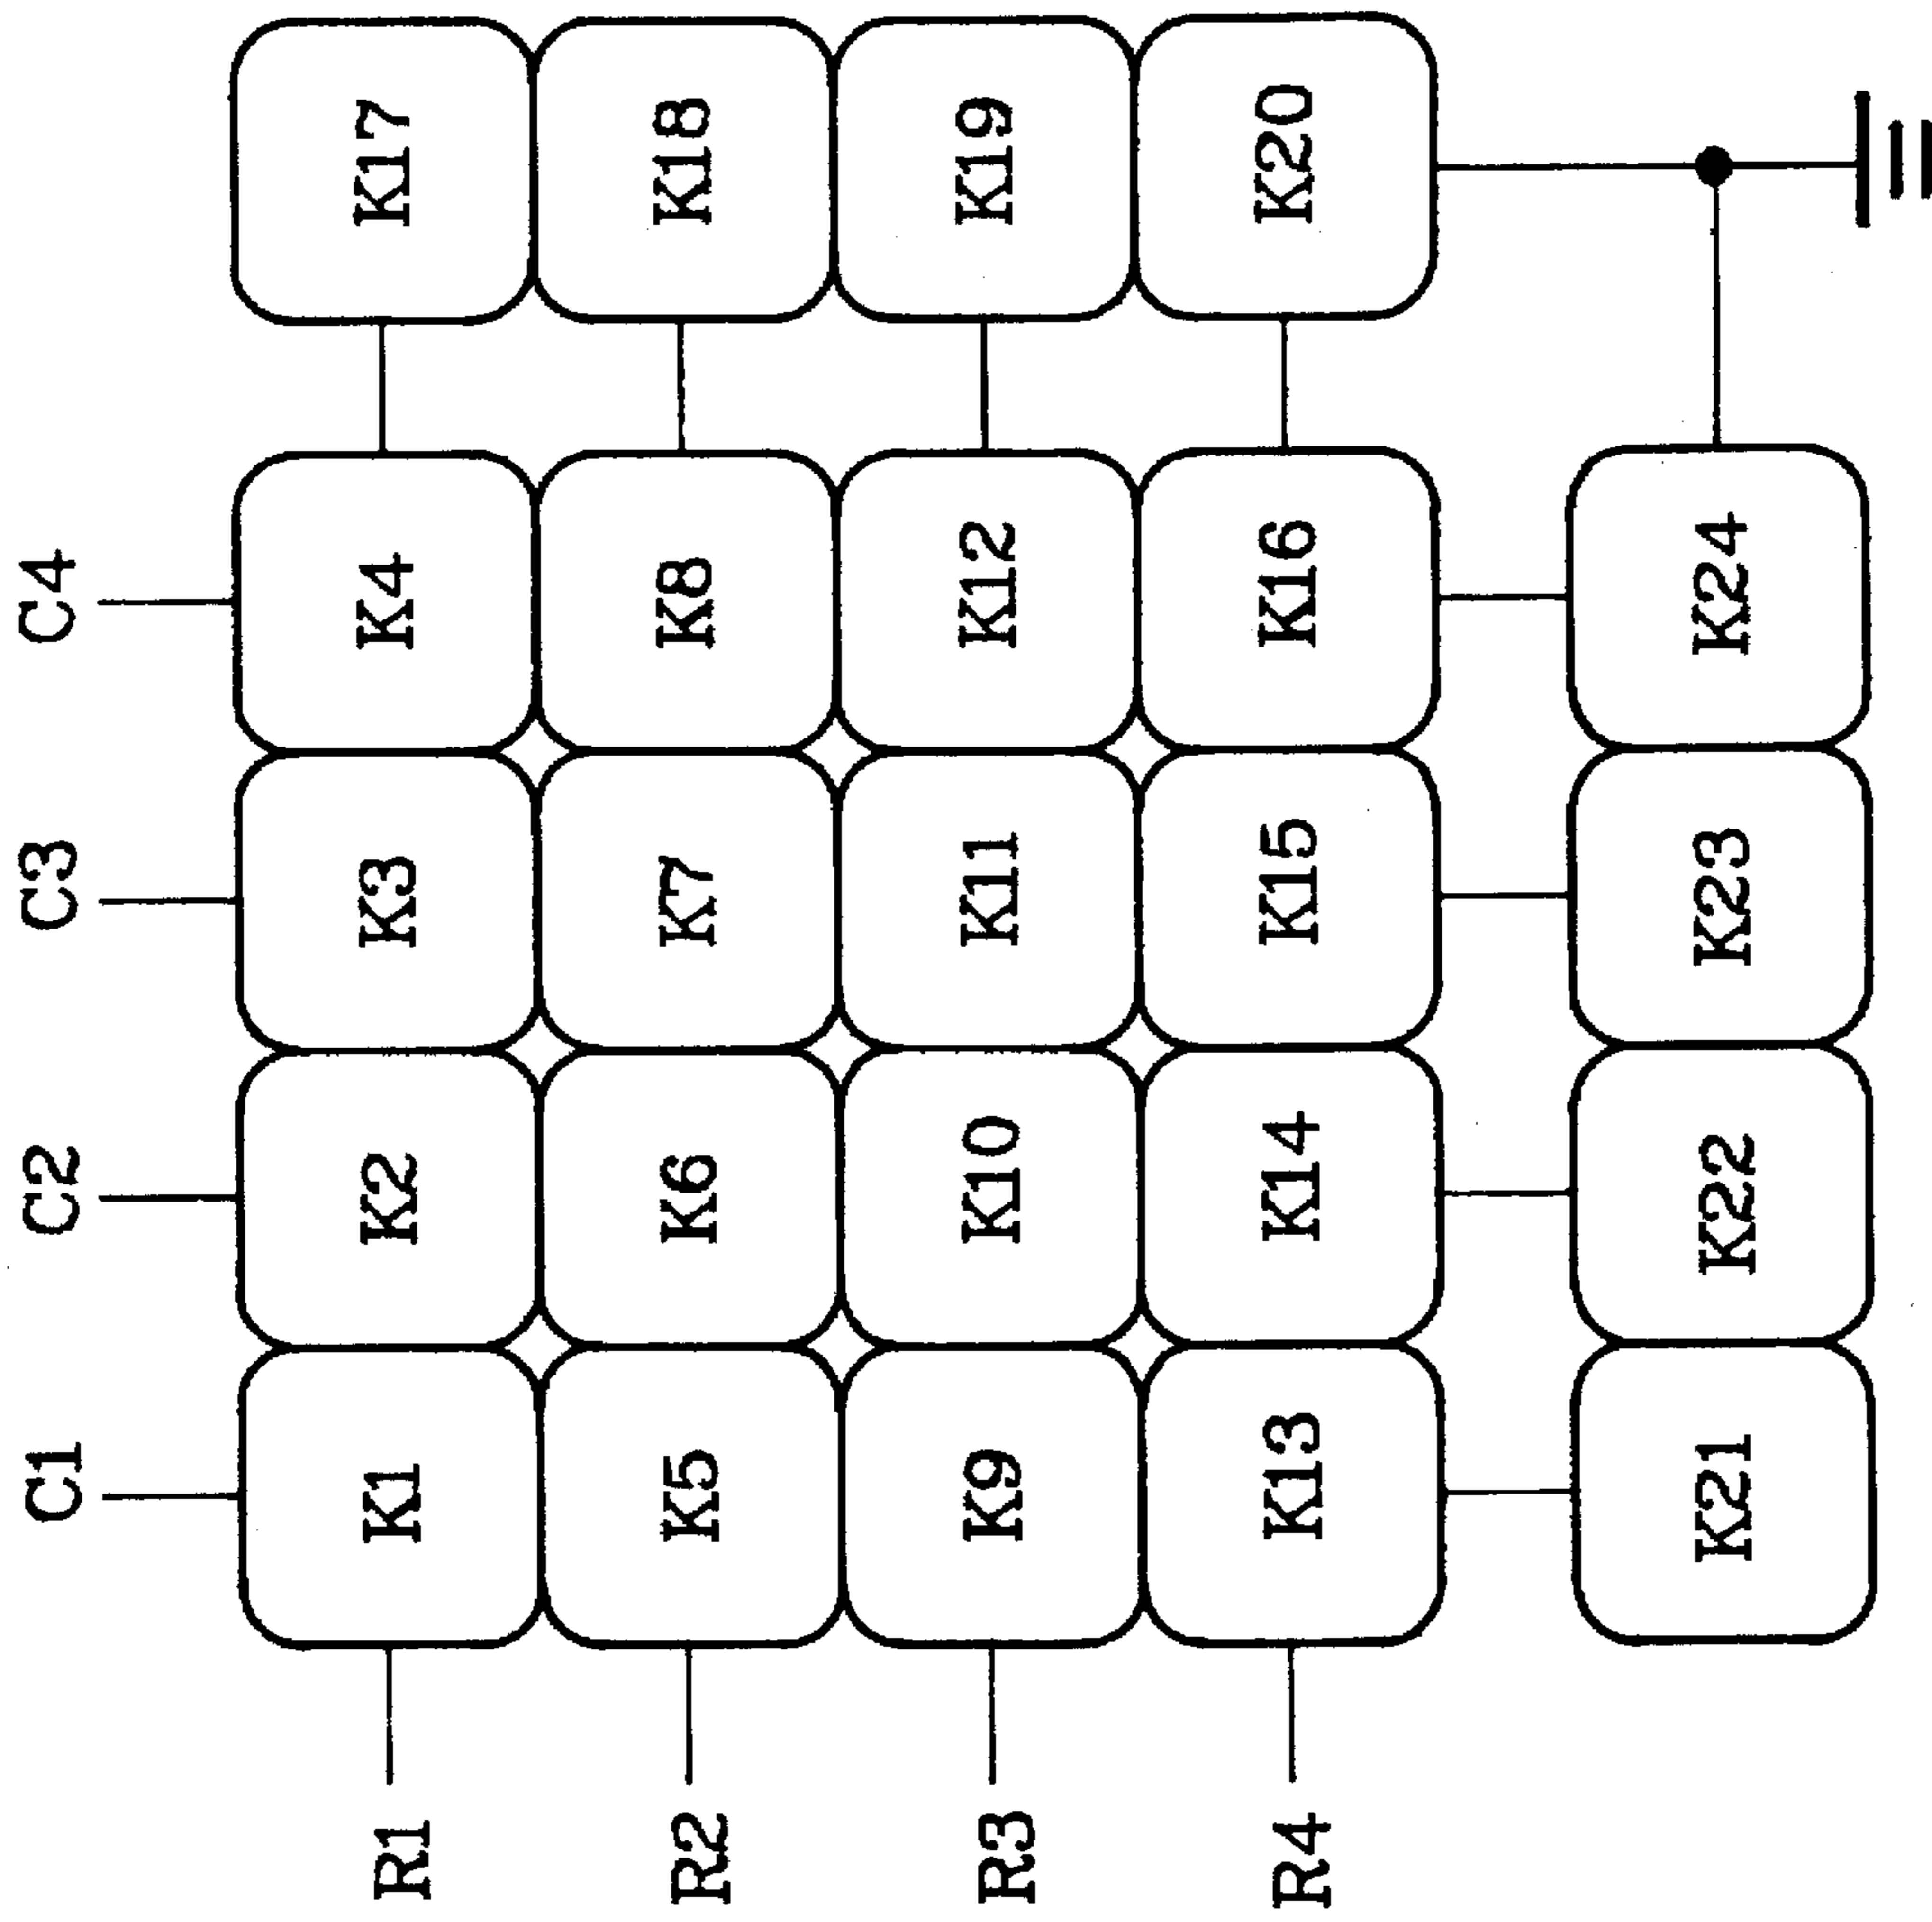 C1 C2 C3 C4
R1 K1 K2 K3 K4 K17
R2 K5 K6 K7 K8 K18
R3 K9 K10 K11 K12 K19
R4 K13 K14 K15 K16 K20
K21 K22 K23 K24